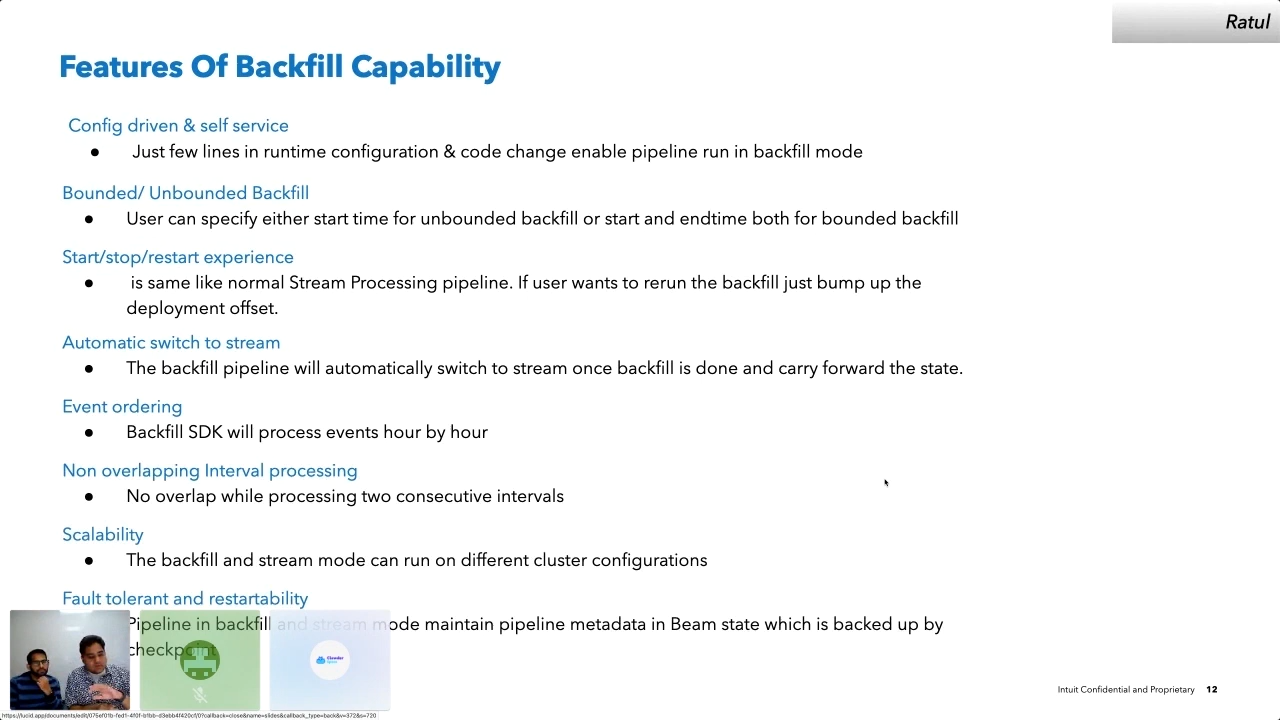 Ratul
Features Of Backfill Capability
Config driven & self service
● Just few lines in runtime configuration & code change enable pipeline run in backfill mode
Bounded/ Unbounded Backfill
● User can specify either start time for unbounded backfill or start and endtime both for bounded backfill
Start/stop/restart experience
● is same like normal Stream Processing pipeline. If user wants to rerun the backfill just bump up the
deployment offset.
Automatic switch to stream
● The backfill pipeline will automatically switch to stream once backfill is done and carry forward the state.
Event ordering
● Backfill SDK will process events hour by hour
Non overlapping Interval processing
● No overlap while processing two consecutive intervals
Scalability
● The backfill and stream mode can run on different cluster configurations
Fault tolerant and restartability
Pipeline in backfill and stream mode maintain pipeline metadata in Beam state which is backed up by
checkpoint
Intuit Confidential and Proprietary 12